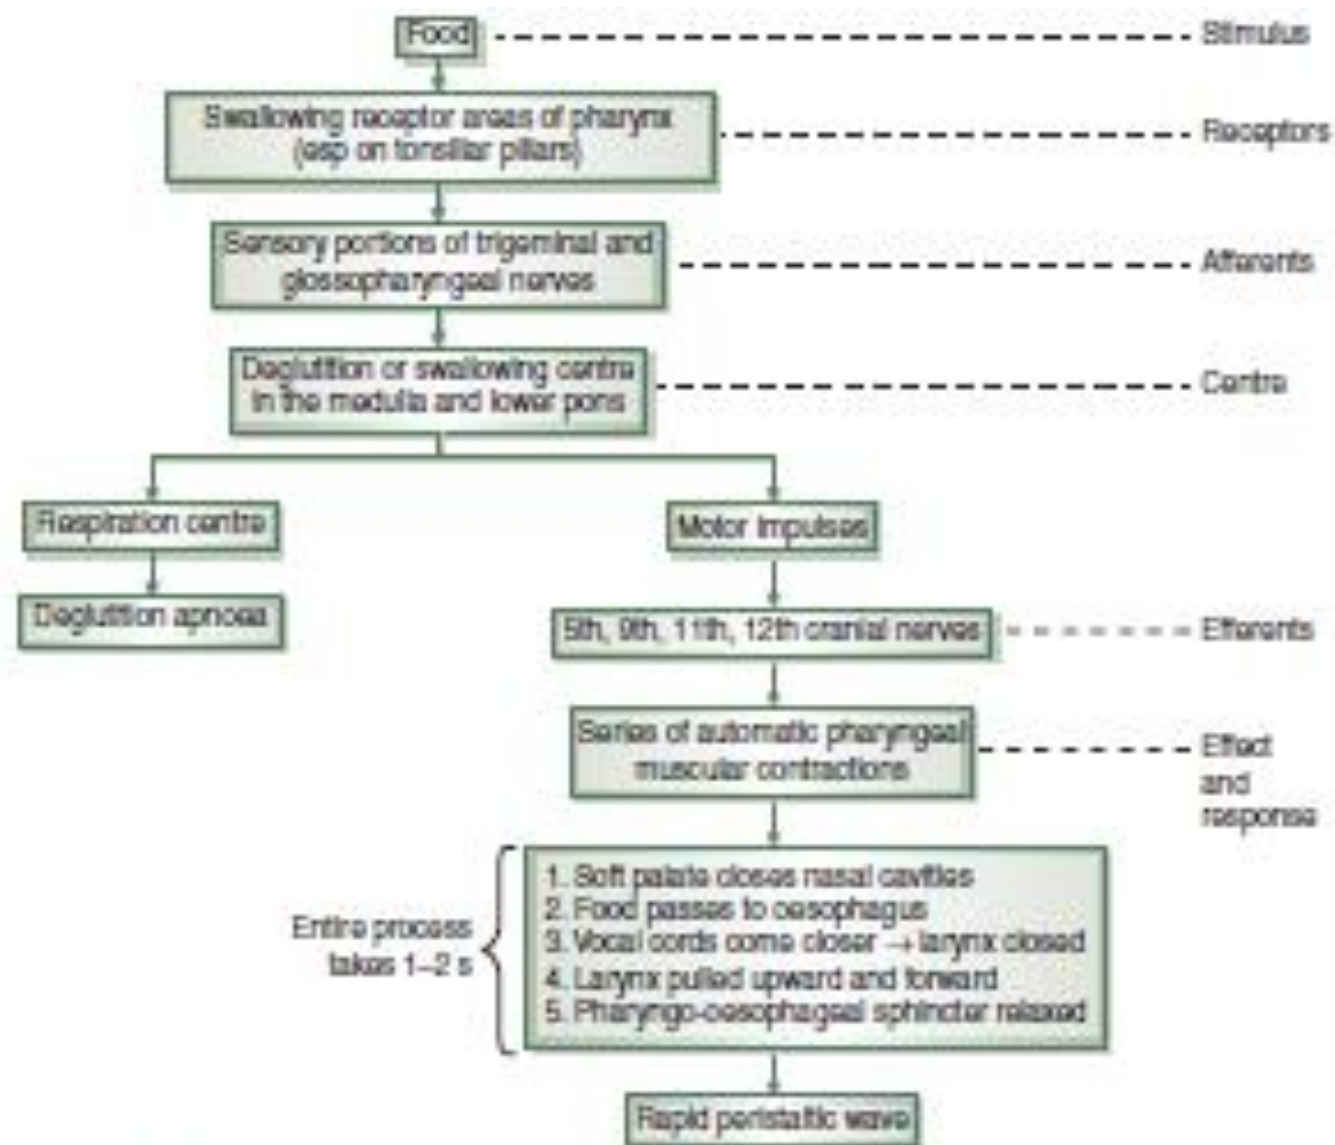 Food
Stimulus
Swallowing receptor areas of pharynx
(esp on tonsillar pillars)
Receptors
Sensory portions of trigeminal and
glossopharyngeal nerves
Afferents
Deglutition or swallowing centre
in the medulla and lower pons
Centre
Respiration centre
Motor impulses
Deglutition apnoea
5th, 9th, 11th, 12th cranial nerves
Efferents
Series of automatic pharyngeal
muscular contractions
Effect
and
response
Entire process
takes 1–2 s
1. Soft palate closes nasal cavities
2. Food passes to oesophagus
3. Vocal cords come closer → larynx closed
4. Larynx pulled upward and forward
5. Pharyngo-oesophageal sphincter relaxed
Rapid peristaltic wave